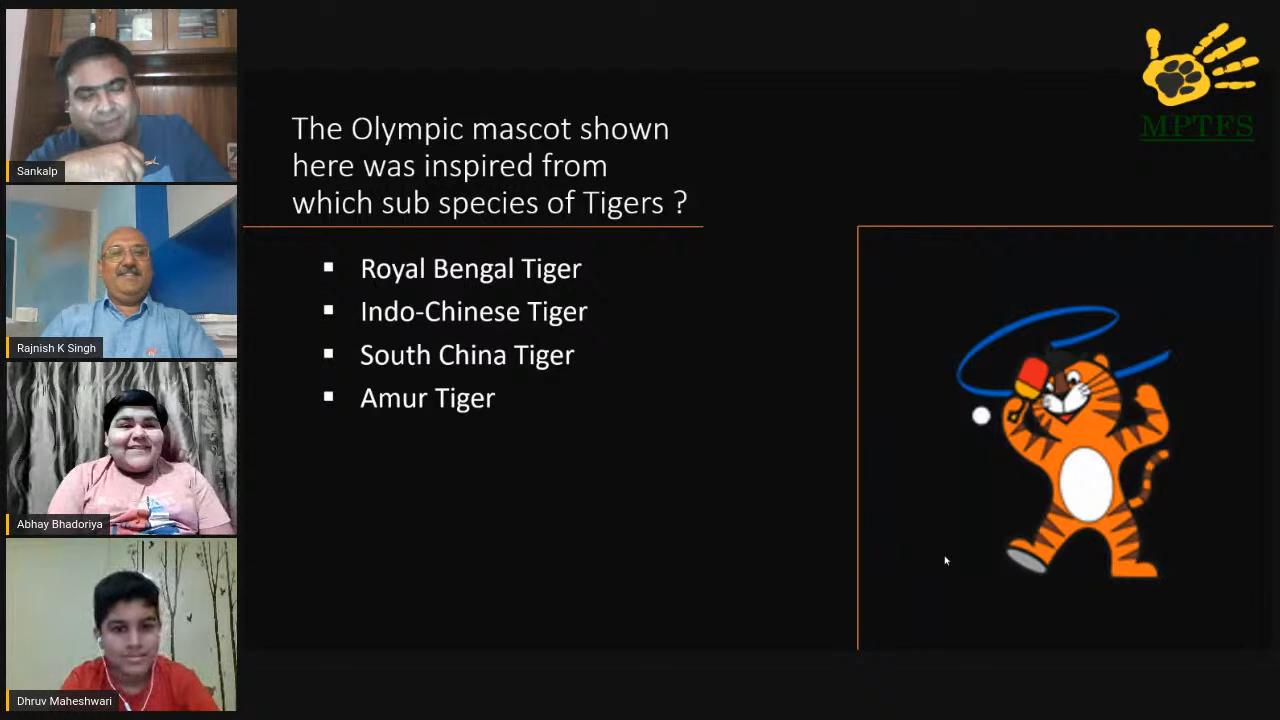 Sankalp
Rajnish K Singh
Abhay Bhadoriya
Dhruv Maheshwari
The Olympic mascot shown
here was inspired from
which sub species of Tigers ?
Royal Bengal Tiger
Indo-Chinese Tiger
South China Tiger
Amur Tiger
MPTFS